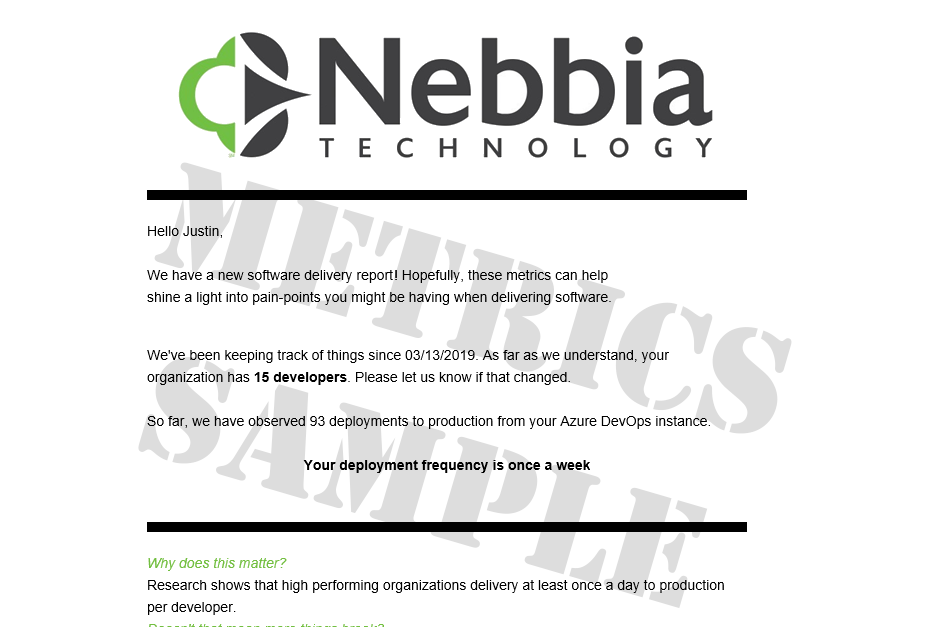 Nebbia
TECHNOLOGY
METRICS
SAMPLE
Hello Justin,
We have a new software delivery report! Hopefully, these metrics can help
shine a light into pain-points you might be having when delivering software.
We've been keeping track of things since 03/13/2019. As far as we understand, your
organization has 15 developers. Please let us know if that changed.
So far, we have observed 93 deployments to production from your Azure DevOps instance.
Your deployment frequency is once a week
Why does this matter?
Research shows that high performing organizations delivery at least once a day to production
per developer.